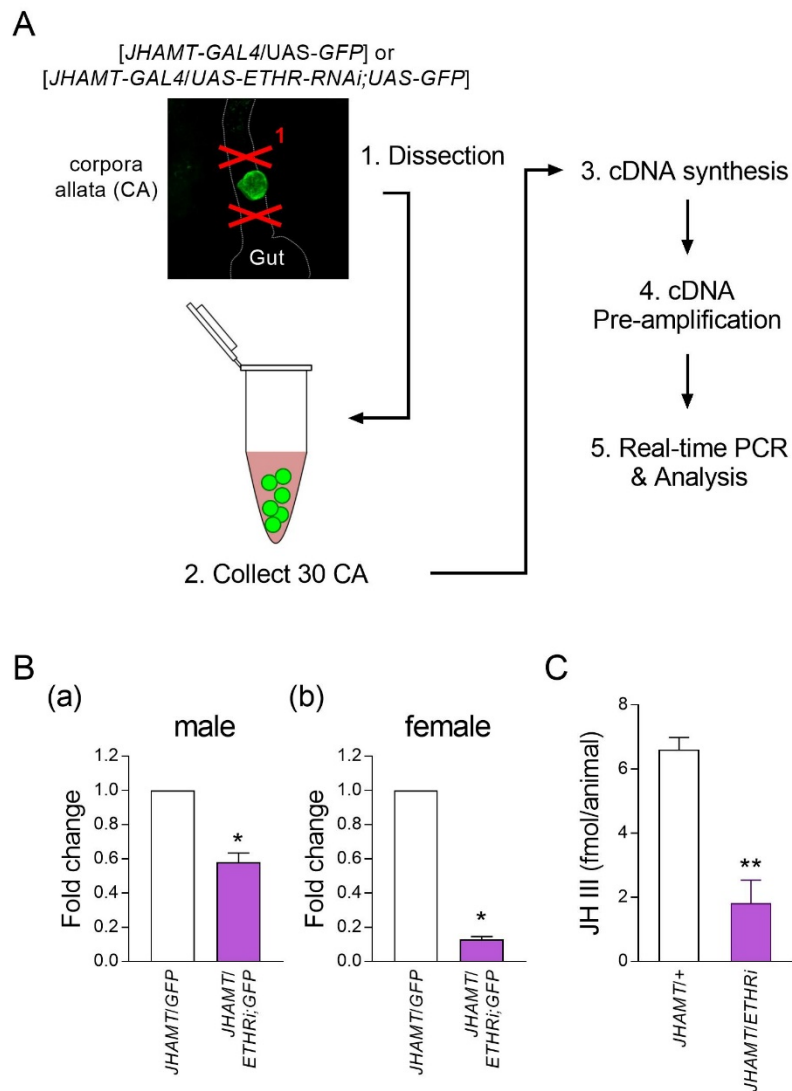 A
[JHAMT-GAL4/UAS-GFP] or
[JHAMT-GAL4/UAS-ETHR-RNAi;UAS-GFP]
corpora
allata (CA)
1
Gut
1. Dissection
2. Collect 30 CA
3. cDNA synthesis
4. cDNA
Pre-amplification
5. Real-time PCR
& Analysis
B
(a)
male
Fold change
1.2
1.0
0.8
0.6
0.4
0.2
0.0
*
JHAMT/GFP
JHAMT/
ETHRi;GFP
(b)
female
Fold change
1.2
1.0
0.8
0.6
0.4
0.2
0.0
*
JHAMT/GFP
JHAMT/
ETHRi;GFP
C
JH III (fmol/animal)
8
6
4
2
0
**
JHAMT/+
JHAMT/ETHRi